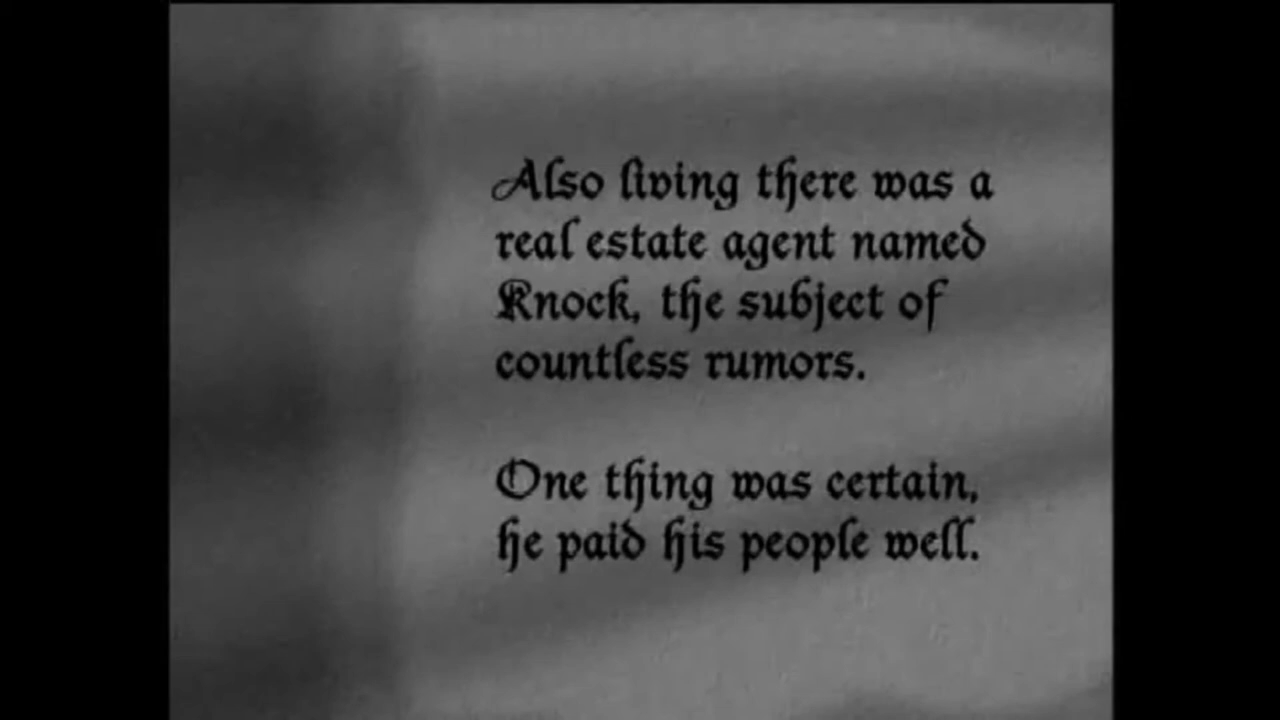 Also living there was a
real estate agent named
Knock, the subject of
countless rumors.
One thing was certain,
he paid his people well.